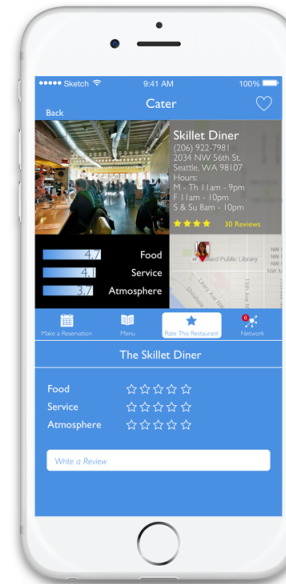 Sketch 9:41 AM 100%
Back Cater
Skillet Diner
(206) 922-7981
2034 NW 56th St.
Seattle, WA 98107
Hours:
M - Th 11am - 9pm
F 11am - 10pm
S & Su 8am - 10pm
30 Reviews
4.7 Food
4.1 Service
3.7 Atmosphere
Ballard Public Library
Make a Reservation Menu Rate This Restaurant Network
The Skillet Diner
Food
Service
Atmosphere
Write a Review